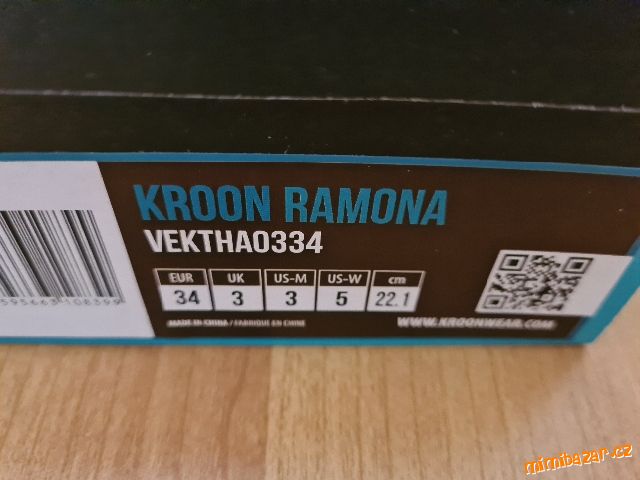 KROON RAMONA
VEKTHA0334
EUR UK US-M US-W cm
34 3 3 5 22.1
MADE IN CHINA / FABRIQUE EN CHINE
WWW.KROONWEAR.COM
595663108399
mimibazar.cz